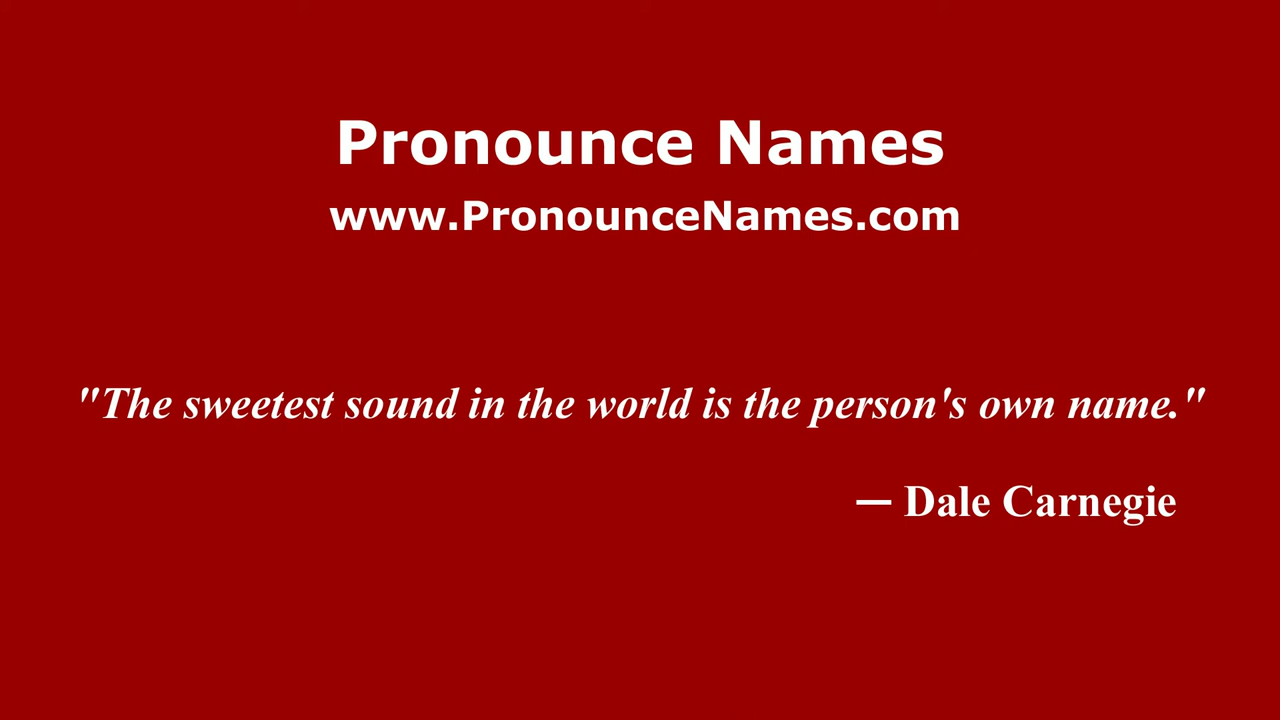 Pronounce Names
www.PronounceNames.com
"The sweetest sound in the world is the person's own name."
— Dale Carnegie